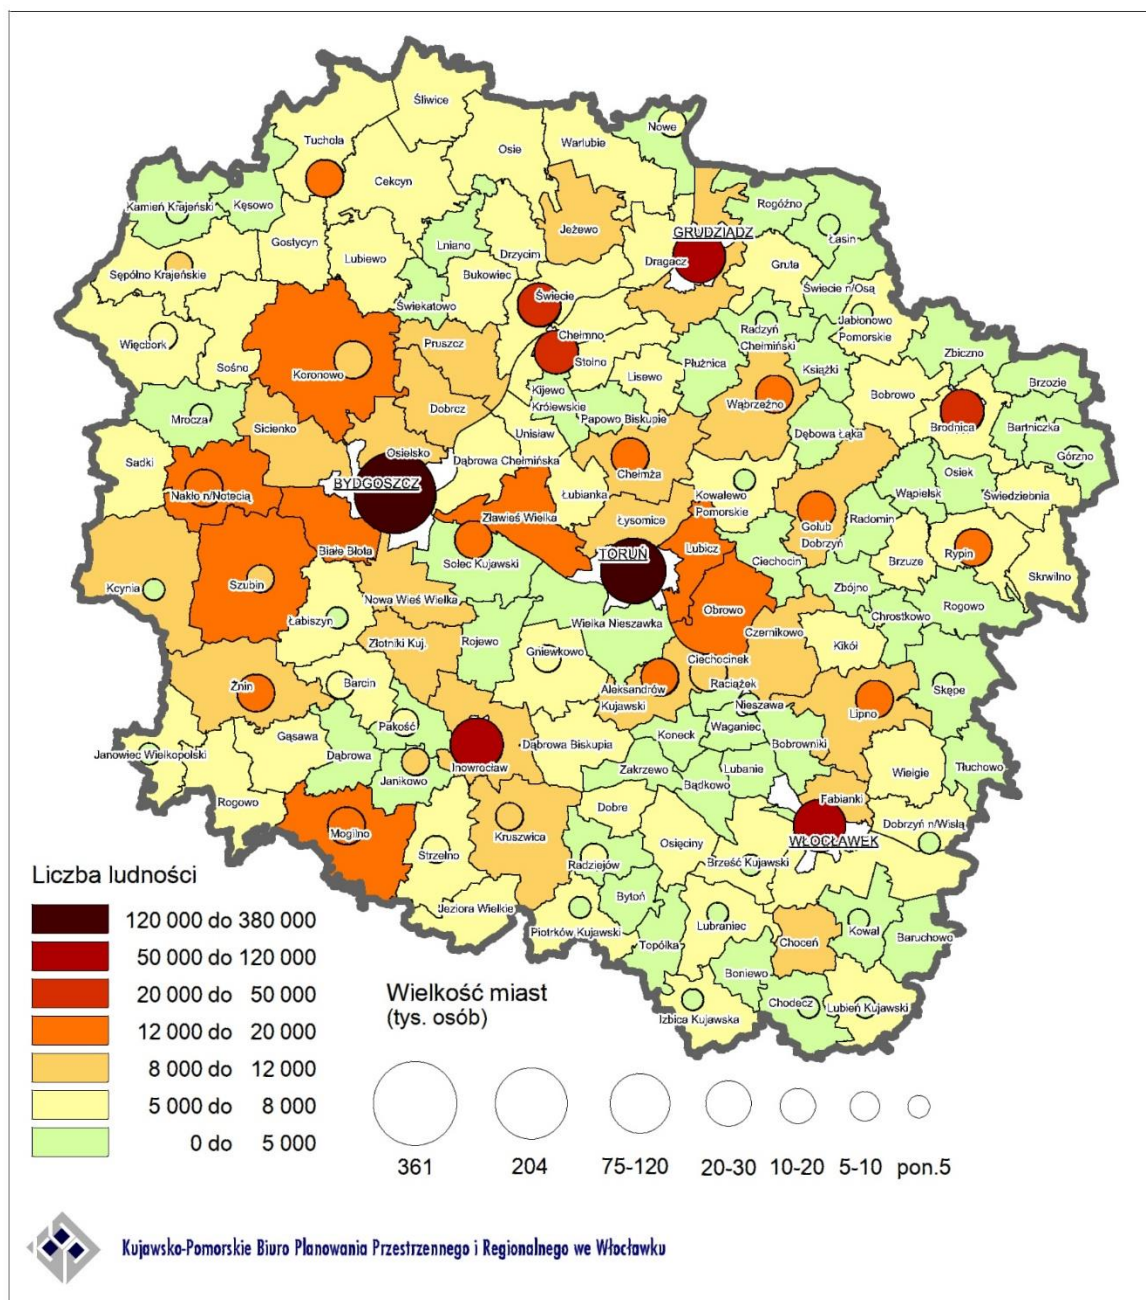 Śliwice
Nowe
Tuchola
Osie
Warlubie
Cekcyn
Kamień Krajeński
Kęsowo
Rogóźno
Łasin
Jeżewo
GRUDZIĄDZ
Gostycyn
Lniano
Lubiewo
Drzycim
Dragacz
Gruta
Sępólno Krajeńskie
Bukowiec
Świecie n/Osą
Świekatowo
Świecie
Jabłonowo
Pomorskie
Radzyń
Chełmiński
Chełmno
Pruszcz
Więcbork
Sośno
Koronowo
Stolno
Lisewo
Płużnica
Książki
Zbiczno
Brzozie
Kijewo
Królewskie
Bobrowo
Wąbrzeźno
Mrocza
Dobrcz
Papowo Biskupie
Brodnica
Bartniczka
Sicienko
Unisław
Dębowa Łąka
Osielsko
Dąbrowa Chełmińska
Chełmża
Górzno
Sadki
BYDGOSZCZ
Osiek
Nakło n/Notecią
Łubianka
Kowalewo
Pomorskie
Wąpielsk
Świedziebnia
Zławieś Wielka
Łysomice
Golub
Dobrzyń
Radomin
Białe Błota
Solec Kujawski
TORUŃ
Lubicz
Ciechocin
Brzuze
Rypin
Skrwilno
Kcynia
Szubin
Nowa Wieś Wielka
Obrowo
Zbójno
Rogowo
Łabiszyn
Wielka Nieszawka
Chrostkowo
Złotniki Kuj.
Rojewo
Gniewkowo
Czernikowo
Kikół
Ciechocinek
Raciążek
Żnin
Barcin
Aleksandrów
Kujawski
Nieszawa
Skępe
Lipno
Pakość
Waganiec
Koneck
Gąsawa
Dąbrowa
Dąbrowa Biskupia
Bobrowniki
Janowiec Wielkopolski
Janikowo
Inowrocław
Zakrzewo
Lubanie
Bądkowo
Wielgie
Tłuchowo
Rogowo
Dobre
Fabianki
Mogilno
Kruszwica
Dobrzyń n/Wisłą
Strzelno
Osięciny
WŁOCŁAWEK
Radziejów
Brześć Kujawski
Bytoń
Jeziora Wielkie
Lubraniec
Piotrków Kujawski
Kowal
Baruchowo
Topólka
Choceń
Boniewo
Chodecz
Lubień Kujawski
Izbica Kujawska
Liczba ludności
120 000 do 380 000
50 000 do 120 000
20 000 do 50 000
12 000 do 20 000
8 000 do 12 000
5 000 do 8 000
0 do 5 000
Wielkość miast
(tys. osób)
361 204 75-120 20-30 10-20 5-10 pon.5
Kujawsko-Pomorskie Biuro Planowania Przestrzennego i Regionalnego we Włocławku